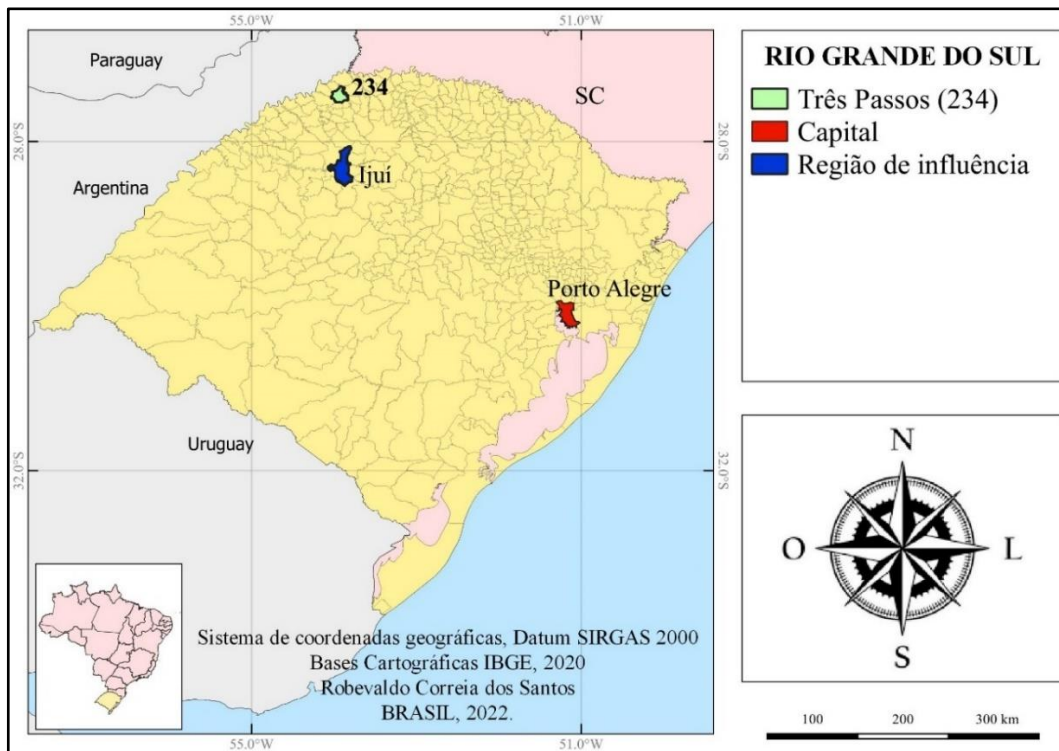 55.0°W 51.0°W
Paraguay
234
SC
28.0°S 28.0°S
Argentina
Ijuí
Porto Alegre
Uruguay
32.0°S 32.0°S
Sistema de coordenadas geográficas, Datum SIRGAS 2000
Bases Cartográficas IBGE, 2020
Robevaldo Correia dos Santos
BRASIL, 2022.
55.0°W 51.0°W
RIO GRANDE DO SUL
Três Passos (234)
Capital
Região de influência
N
O L
S
100 200 300 km